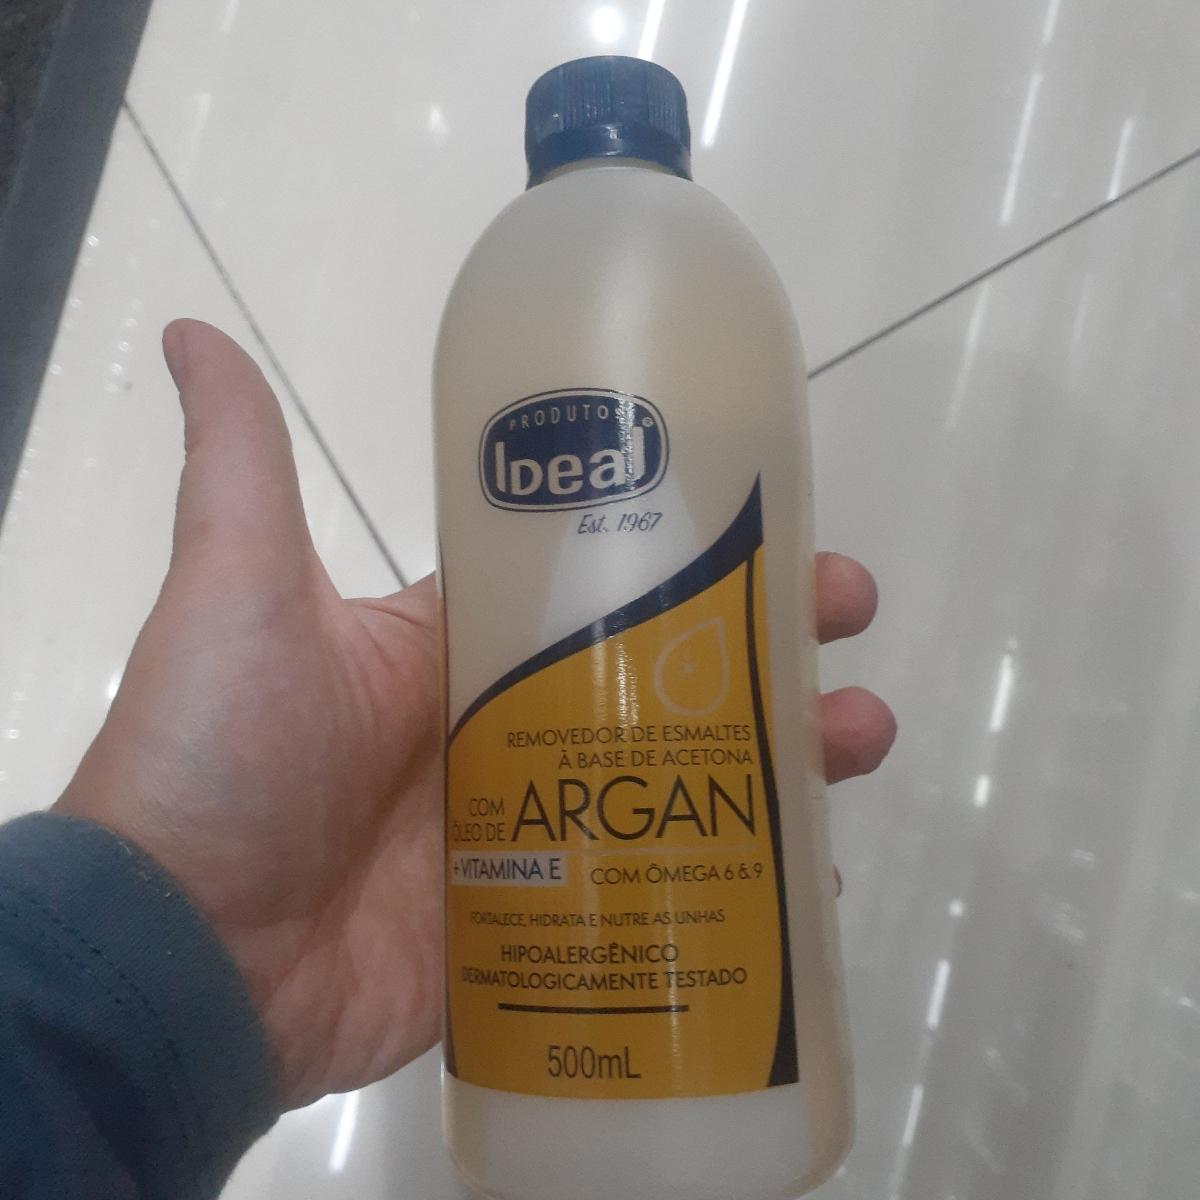 PRODUTOS
IDeal®
Est. 1967
REMOVEDOR DE ESMALTES
À BASE DE ACETONA
COM
ÓLEO DE ARGAN
+ VITAMINA E COM ÔMEGA 6 & 9
FORTALECE, HIDRATA E NUTRE AS UNHAS
HIPOALERGÊNICO
DERMATOLOGICAMENTE TESTADO
500mL